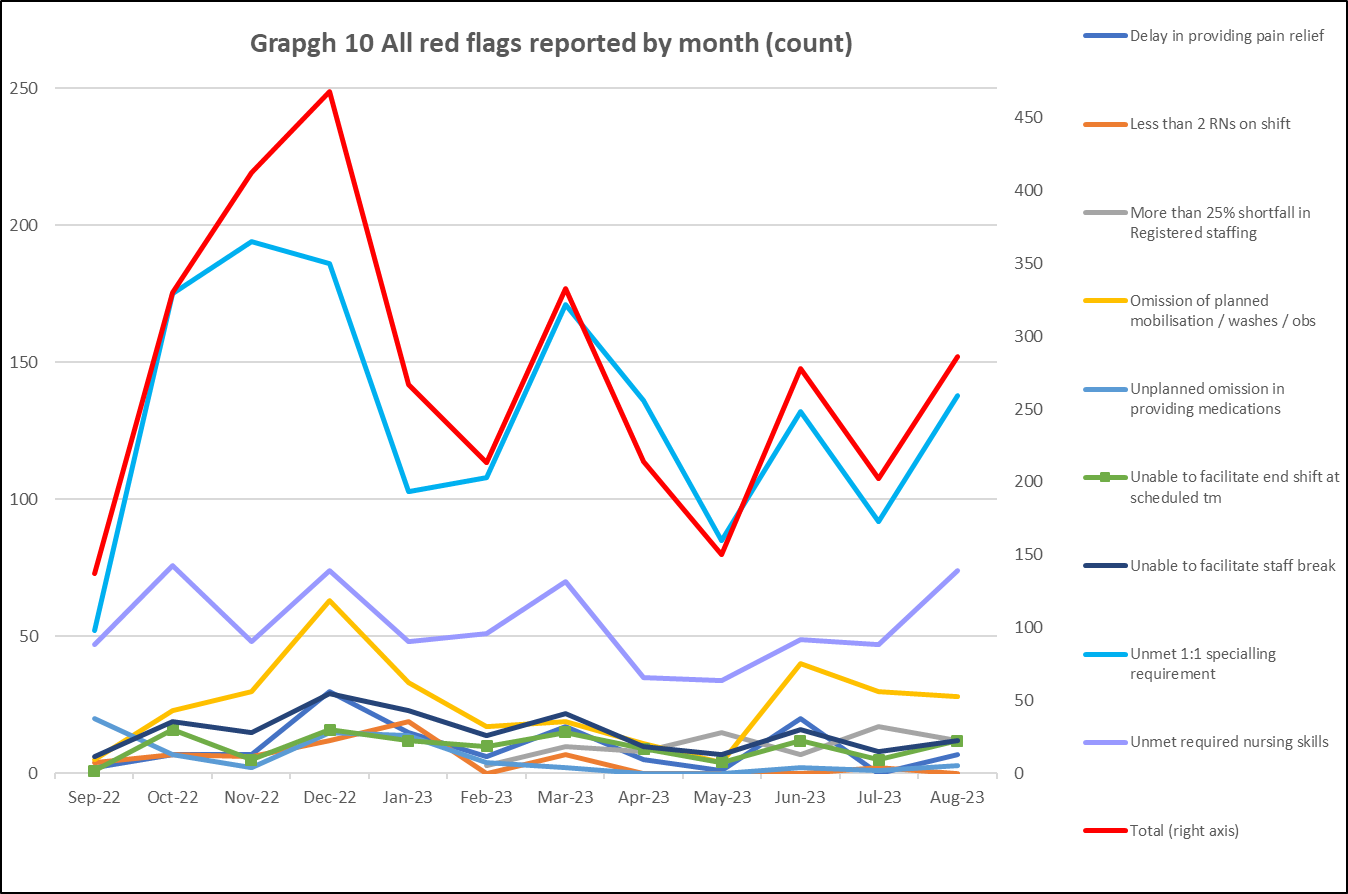 Grapgh 10 All red flags reported by month (count)
250
200
150
100
50
0
450
400
350
300
250
200
150
100
50
0
Sep-22 Oct-22 Nov-22 Dec-22 Jan-23 Feb-23 Mar-23 Apr-23 May-23 Jun-23 Jul-23 Aug-23
Delay in providing pain relief
Less than 2 RNs on shift
More than 25% shortfall in
Registered staffing
Omission of planned
mobilisation / washes / obs
Unplanned omission in
providing medications
Unable to facilitate end shift at
scheduled tm
Unable to facilitate staff break
Unmet 1:1 specialling
requirement
Unmet required nursing skills
Total (right axis)